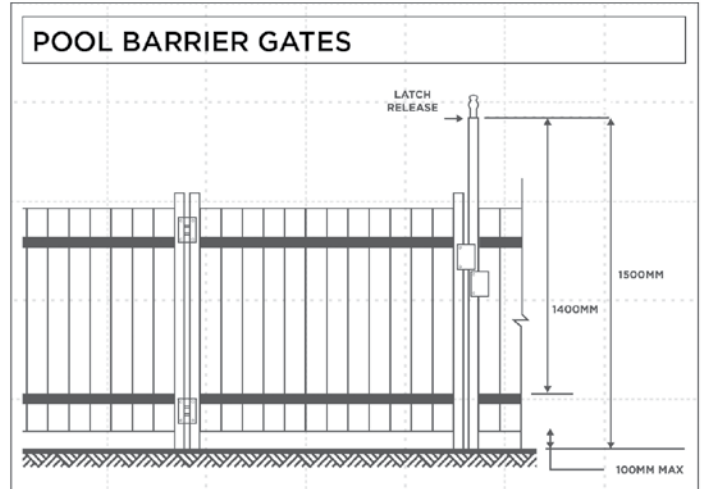 POOL BARRIER GATES
LATCH
RELEASE
1500MM
1400MM
100MM MAX